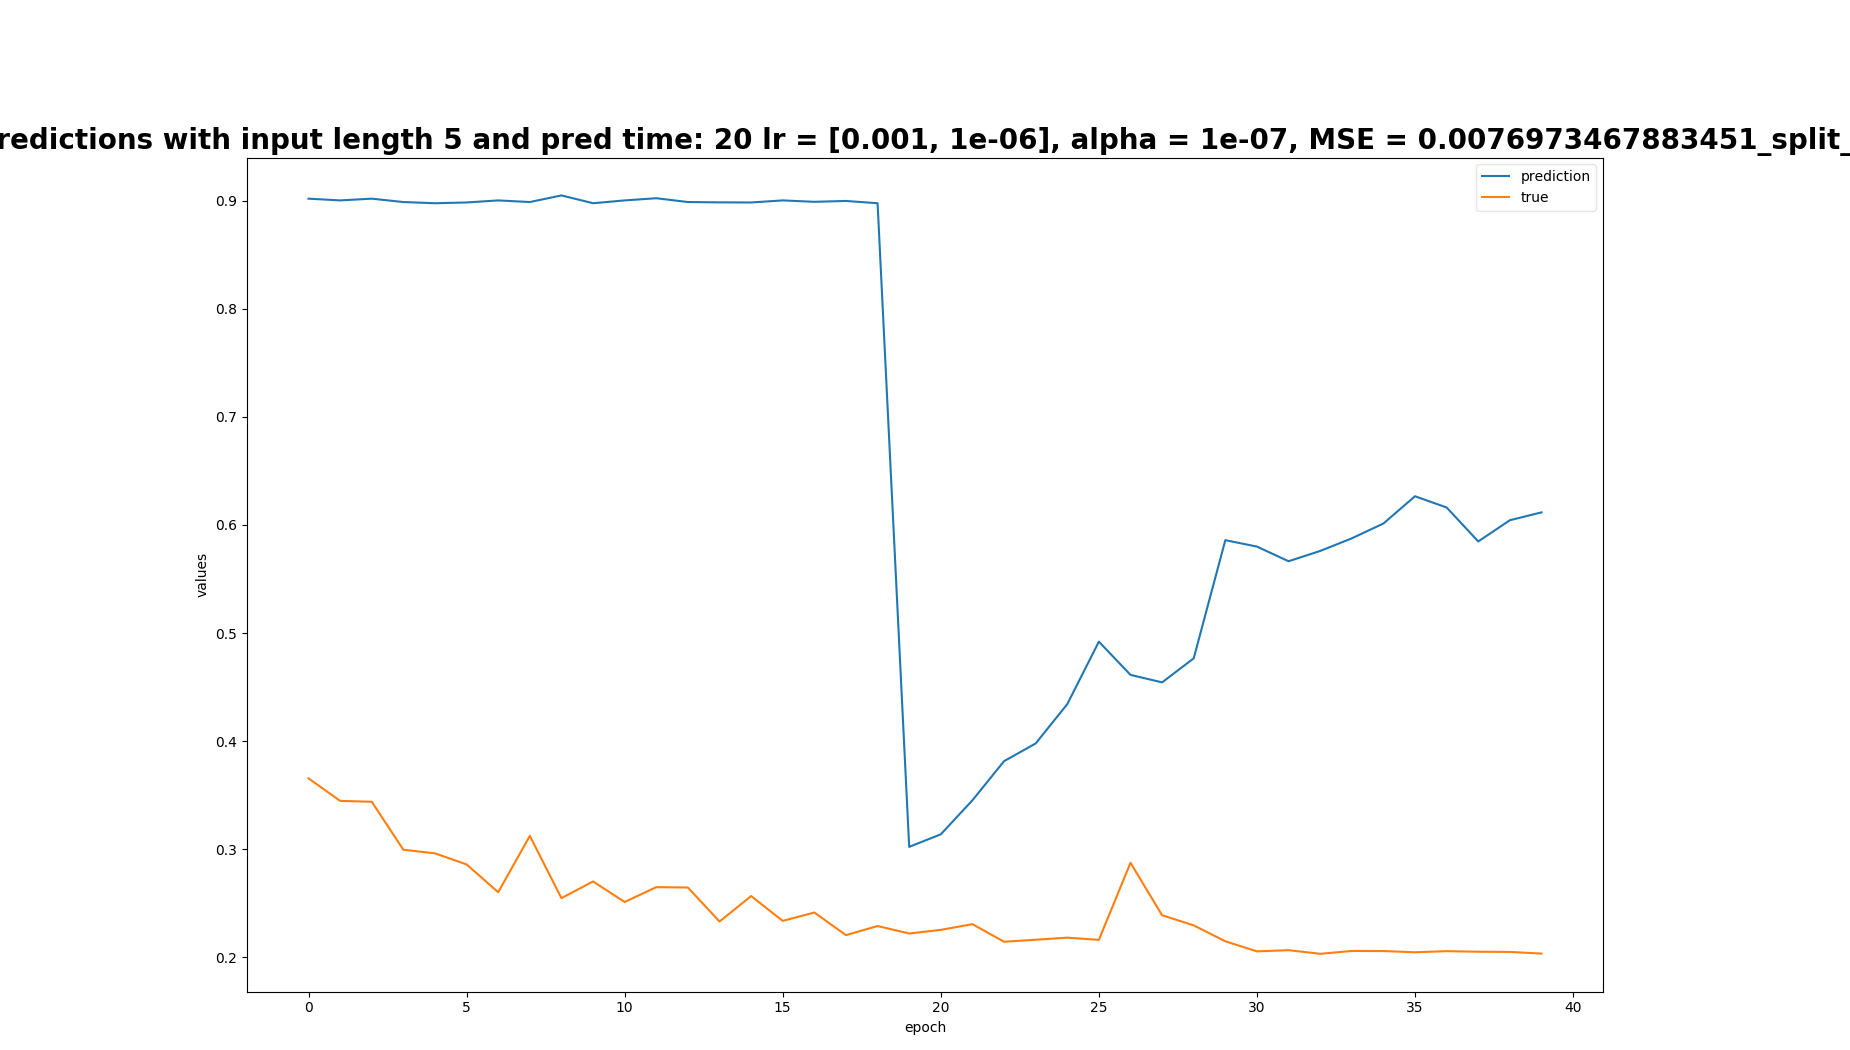 redictions with input length 5 and pred time: 20 lr = [0.001, 1e-06], alpha = 1e-07, MSE = 0.0076973467883451_split_
prediction
true
0.9
0.8
0.7
0.6
0.5
0.4
0.3
0.2
values
0 5 10 15 20 25 30 35 40
epoch